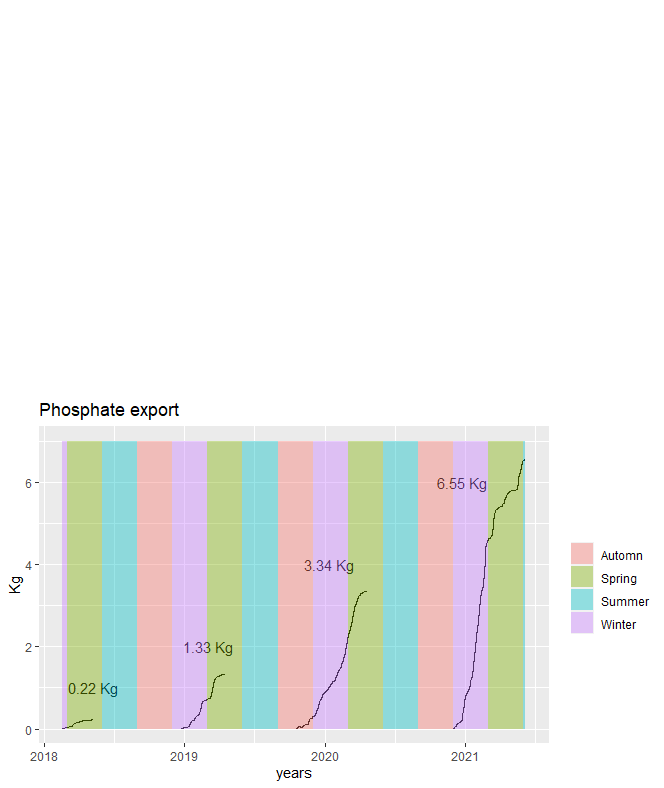 Phosphate export
6.55 Kg
3.34 Kg
1.33 Kg
0.22 Kg
Kg
6
4
2
0
2018 2019 2020 2021
years
Automn
Spring
Summer
Winter